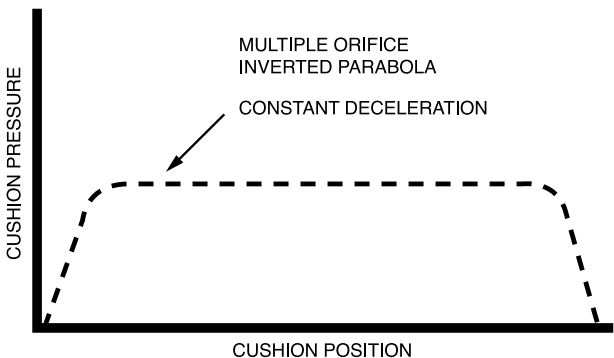 MULTIPLE ORIFICE
INVERTED PARABOLA
CONSTANT DECELERATION
CUSHION PRESSURE
CUSHION POSITION